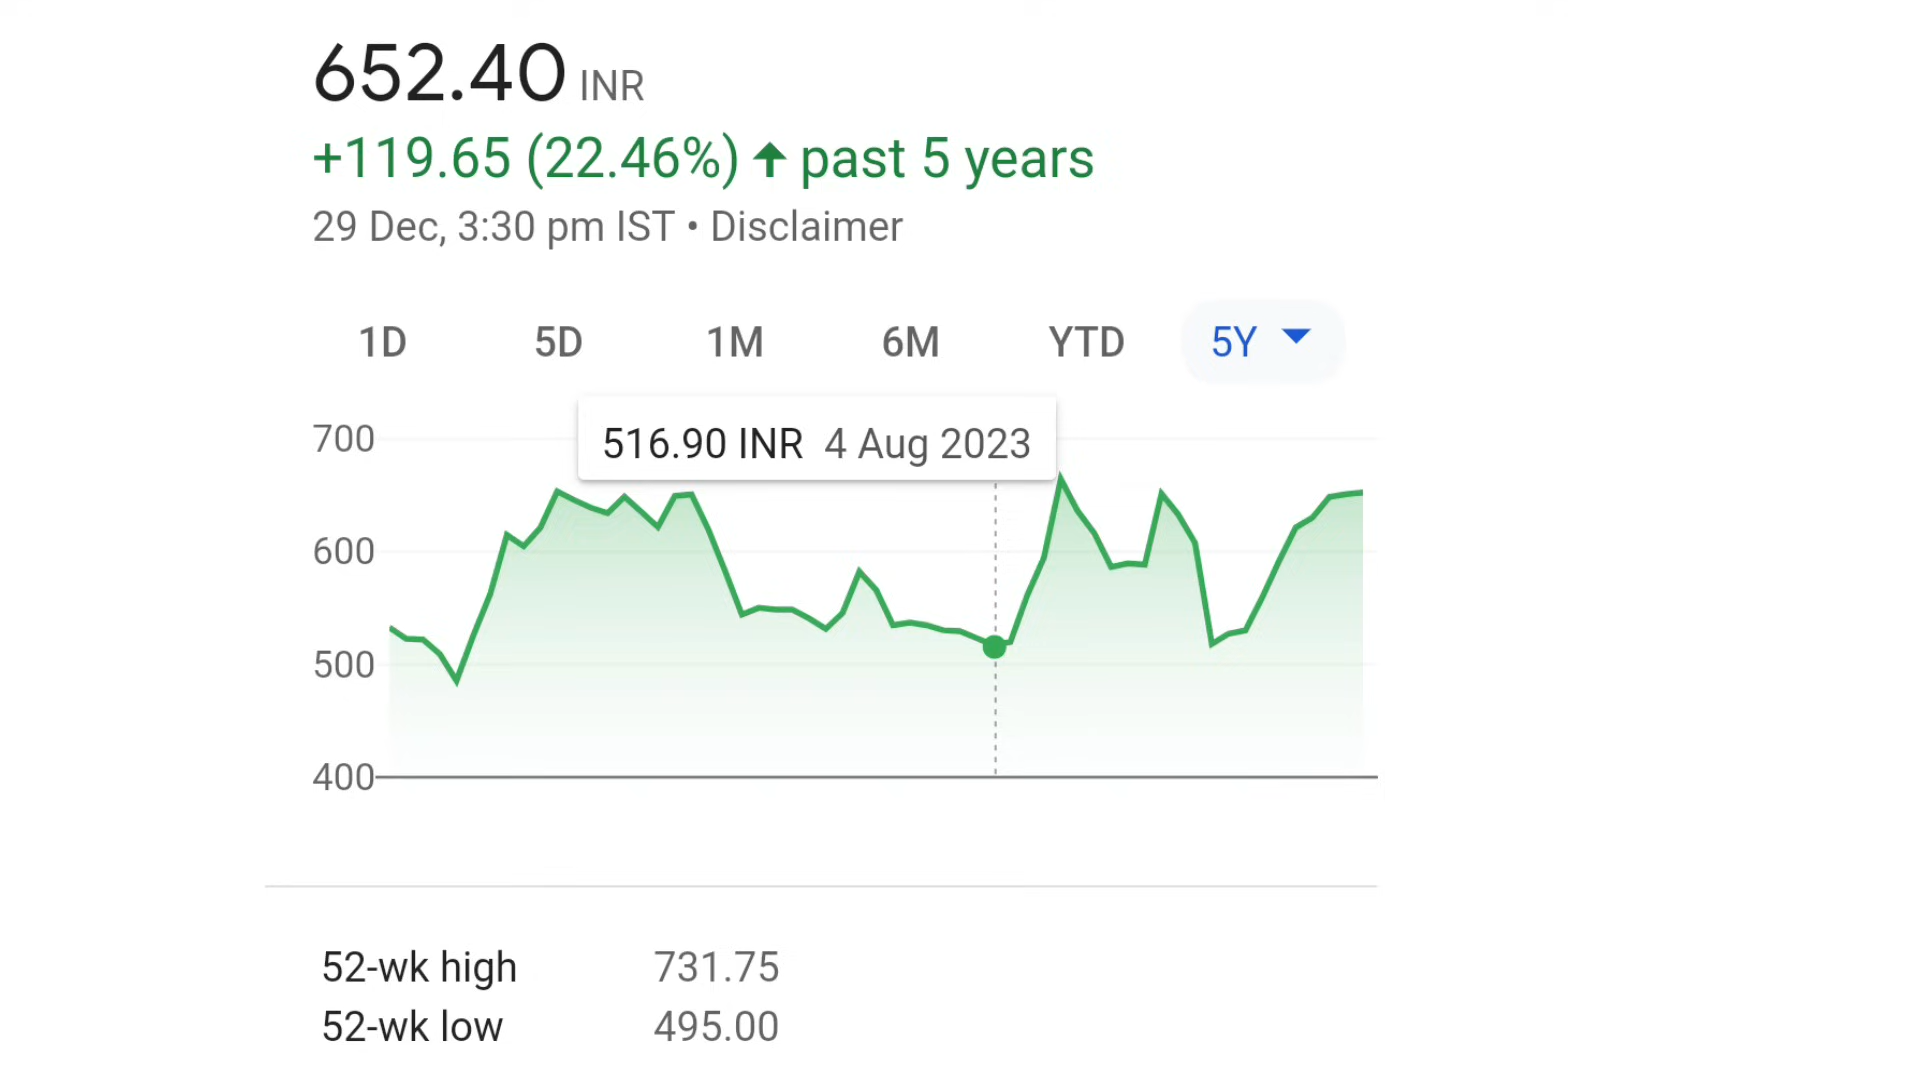 652.40 INR
+119.65 (22.46%) ↑ past 5 years
29 Dec, 3:30 pm IST • Disclaimer
1D 5D 1M 6M YTD 5Y
516.90 INR 4 Aug 2023
700
600
500
400
52-wk high 731.75
52-wk low 495.00